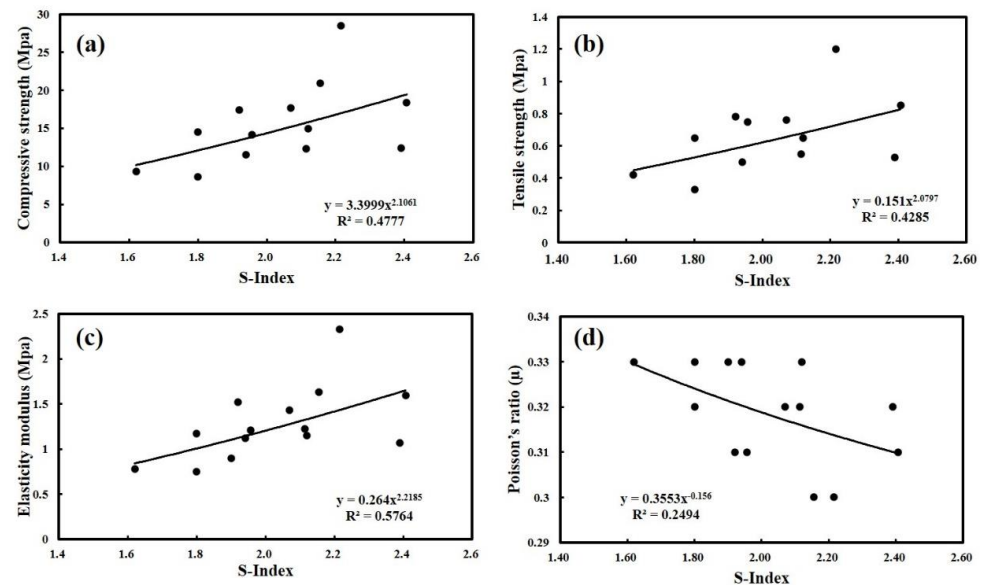 (a)
Compressive strength (Mpa)
30
25
20
15
10
5
0
y = 3.3999x^2.1061
R² = 0.4777
1.4 1.6 1.8 2.0 2.2 2.4 2.6
S-Index
(b)
Tensile strength (Mpa)
1.4
1.2
1
0.8
0.6
0.4
0.2
0
y = 0.151x^2.0797
R² = 0.4285
1.40 1.60 1.80 2.00 2.20 2.40 2.60
S-Index
(c)
Elasticity modulus (Mpa)
2.5
2
1.5
1
0.5
0
y = 0.264x^2.2185
R² = 0.5764
1.4 1.6 1.8 2.0 2.2 2.4 2.6
S-Index
(d)
Poisson's ratio (μ)
0.34
0.33
0.32
0.31
0.3
0.29
y = 0.3553x^-0.156
R² = 0.2494
1.40 1.60 1.80 2.00 2.20 2.40 2.60
S-Index